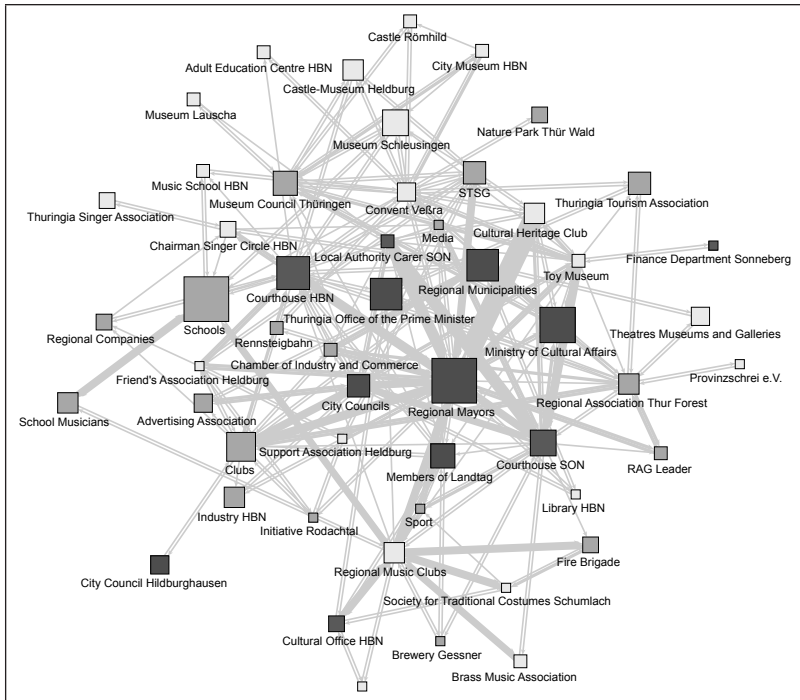 Castle Römhild
City Museum HBN
Adult Education Centre HBN
Castle-Museum Heldburg
Museum Lauscha
Nature Park Thür Wald
Museum Schleusingen
Music School HBN
STSG
Museum Council Thüringen
Thuringia Tourism Association
Convent Veßra
Thuringia Singer Association
Cultural Heritage Club
Media
Chairman Singer Circle HBN
Local Authority Carer SON
Finance Department Sonneberg
Toy Museum
Regional Municipalities
Courthouse HBN
Thuringia Office of the Prime Minister
Schools
Regional Companies
Theatres Museums and Galleries
Rennsteigbahn
Ministry of Cultural Affairs
Chamber of Industry and Commerce
Friend's Association Heldburg
Provinzschrei e.V.
City Councils
Regional Mayors
Regional Association Thur Forest
School Musicians
Advertising Association
Support Association Heldburg
Clubs
Courthouse SON
RAG Leader
Members of Landtag
Library HBN
Industry HBN
Initiative Rodachtal
Sport
Fire Brigade
Regional Music Clubs
City Council Hildburghausen
Society for Traditional Costumes Schumlach
Cultural Office HBN
Brewery Gessner
Brass Music Association